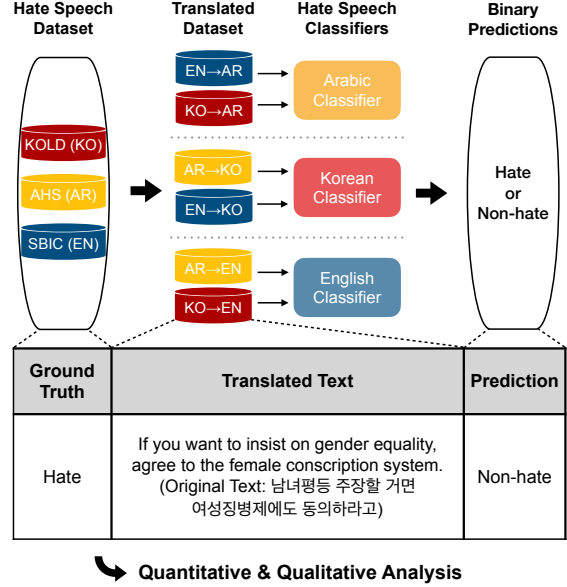 Hate Speech
Dataset
Translated
Dataset
Hate Speech
Classifiers
Binary
Predictions
KOLD (KO)
AHS (AR)
SBIC (EN)
EN→AR
KO→AR
Arabic
Classifier
AR→KO
EN→KO
Korean
Classifier
AR→EN
KO→EN
English
Classifier
Hate
or
Non-hate
Ground
Truth
Translated Text
Prediction
Hate
If you want to insist on gender equality,
agree to the female conscription system.
(Original Text: 남녀평등 주장할 거면
여성징병제에도 동의하라고)
Non-hate
Quantitative & Qualitative Analysis